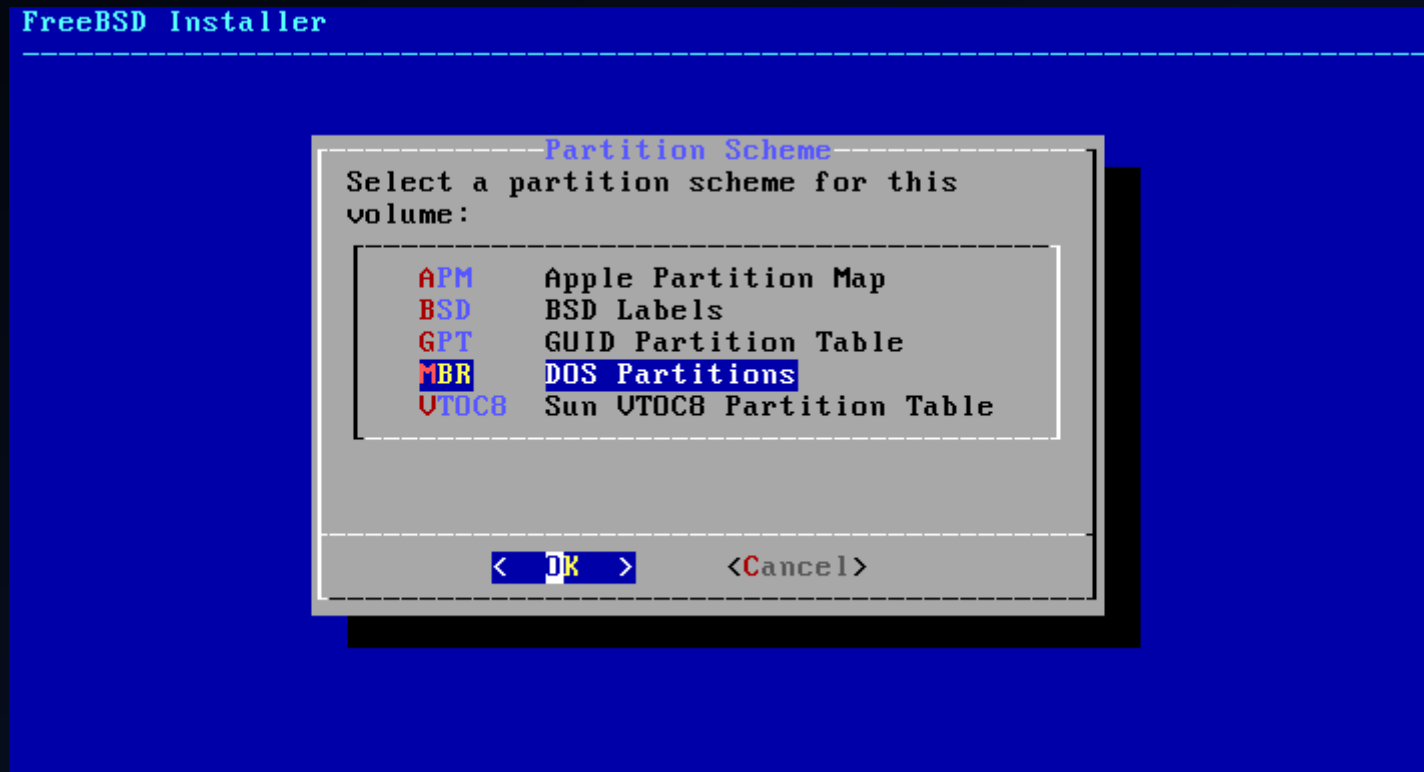 FreeBSD Installer
Partition Scheme
Select a partition scheme for this
volume:
APM Apple Partition Map
BSD BSD Labels
GPT GUID Partition Table
MBR DOS Partitions
VTOC8 Sun VTOC8 Partition Table
< OK > <Cancel>